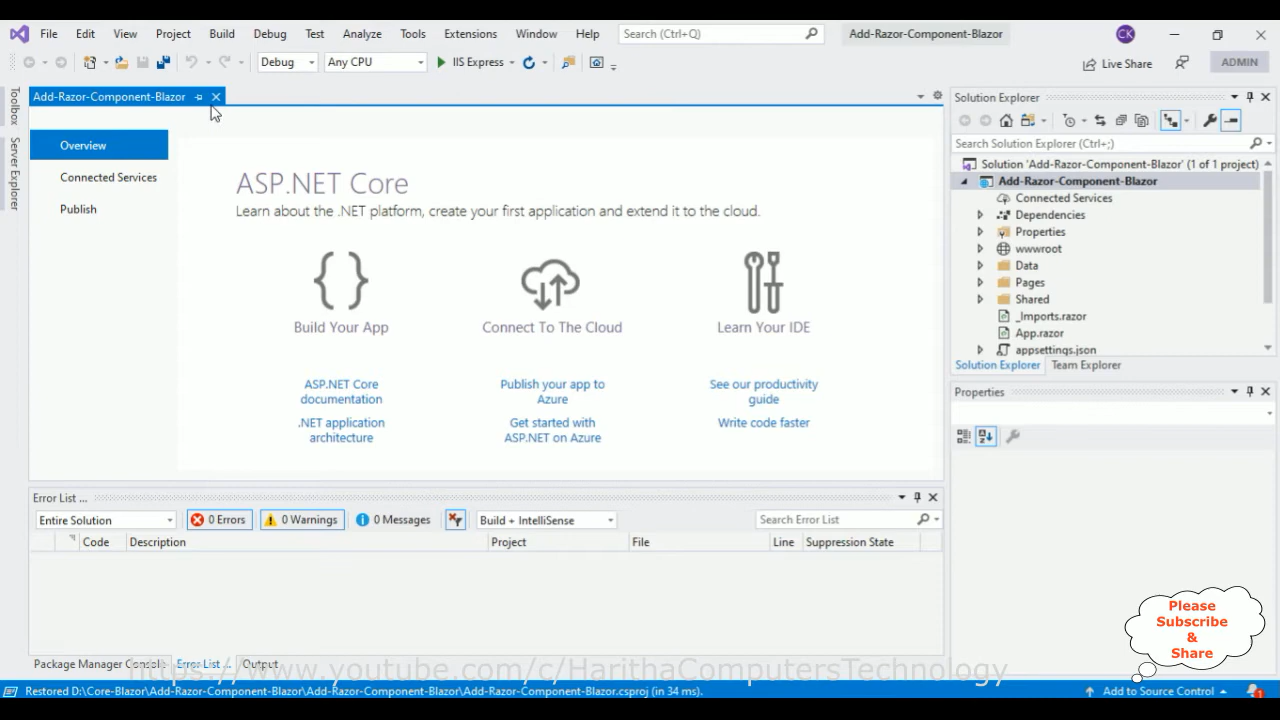 File Edit View Project Build Debug Test Analyze Tools Extensions Window Help Search (Ctrl+Q) Add-Razor-Component-Blazor CK
Debug Any CPU IIS Express Live Share ADMIN
Toolbox
Server Explorer
Add-Razor-Component-Blazor
Overview
Connected Services
Publish
ASP.NET Core
Learn about the .NET platform, create your first application and extend it to the cloud.
Build Your App
Connect To The Cloud
Learn Your IDE
ASP.NET Core
documentation
.NET application
architecture
Publish your app to
Azure
Get started with
ASP.NET on Azure
See our productivity
guide
Write code faster
Solution Explorer
Search Solution Explorer (Ctrl+;)
Solution 'Add-Razor-Component-Blazor' (1 of 1 project)
Add-Razor-Component-Blazor
Connected Services
Dependencies
Properties
wwwroot
Data
Pages
Shared
_Imports.razor
App.razor
appsettings.json
Solution Explorer Team Explorer
Properties
Error List ...
Entire Solution 0 Errors 0 Warnings 0 Messages Build + IntelliSense Search Error List
Code Description Project File Line Suppression State
Package Manager Console Error List ... Output
https://www.youtube.com/c/HarithaComputersTechnology
Please
Subscribe
&
Share
Restored D:\Core-Blazor\Add-Razor-Component-Blazor\Add-Razor-Component-Blazor\Add-Razor-Component-Blazor.csproj (in 34 ms). Add to Source Control 1